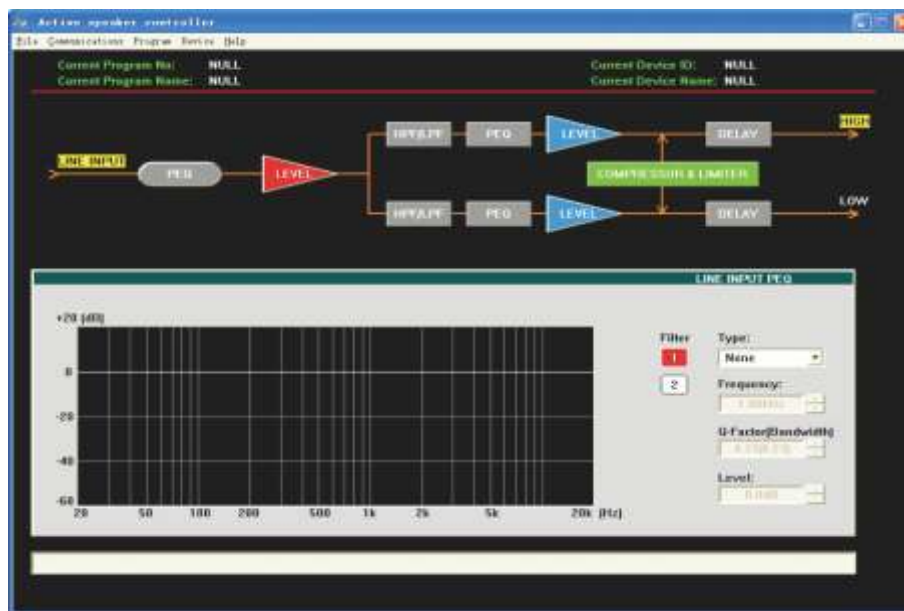 Active speaker controller
File Communications Program Device Help
Current Program No: NULL
Current Program Name: NULL
Current Device ID: NULL
Current Device Name: NULL
HIGH
HPF/LPF PEQ LEVEL DELAY
LINE INPUT
PEQ LEVEL COMPRESSOR & LIMITER
LOW
HPF/LPF PEQ LEVEL DELAY
LINE INPUT PEQ
+20 (dB)
0
-20
-40
-60
20 50 100 200 500 1k 2k 5k 20k (Hz)
Filter
1
2
Type:
None
Frequency:
Q-Factor(Bandwidth)
Level:
0.0dB